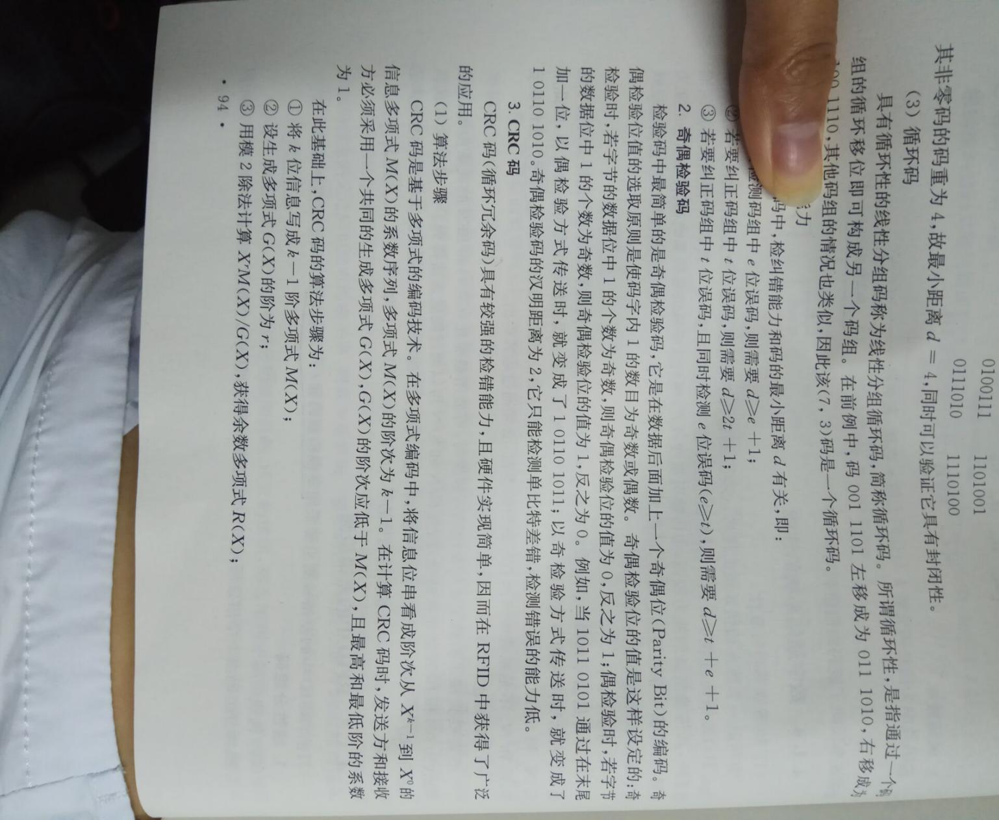 0100111 1101001
0111010 1110100
其非零码的码重为 4,故最小距离 d = 4,同时可以验证它具有封闭性。
(3) 循环码
具有循环性的线性分组码称为线性分组循环码,简称循环码。所谓循环性,是指通过一个码
组的循环移位即可构成另一个码组。在前例中,码 001 1101 左移成为 011 1010,右移成为
100 1110,其他码组的情况也类似,因此该(7, 3)码是一个循环码。
力
码中,检纠错能力和码的最小距离 d 有关,即:
检测码组中 e 位误码,则需要 d≥e +1;
② 若要纠正码组中 t 位误码,则需要 d≥2t +1;
③ 若要纠正码组中 t 位误码,且同时检测 e 位误码(e≥t),则需要 d≥t +e +1。
2. 奇偶检验码
检验码中最简单的是奇偶检验码,它是在数据后面加上一个奇偶位(Parity Bit)的编码。奇
偶检验位值的选取原则是使码字内 1 的数目为奇数或偶数。奇偶检验位的值是这样设定的:奇
检验时,若字节的数据位中 1 的个数为奇数,则奇偶检验位的值为 0,反之为 1;偶检验时,若字节
的数据位中 1 的个数为奇数,则奇偶检验位的值为 1,反之为 0。例如,当 1011 0101 通过在末尾
加一位,以偶检验方式传送时,就变成了 1 0110 1011;以奇检验方式传送时,就变成了
1 0110 1010。奇偶检验码的汉明距离为 2,它只能检测单比特差错,检测错误的能力低。
3. CRC 码
CRC 码(循环冗余码)具有较强的检错能力,且硬件实现简单,因而在 RFID 中获得了广泛
的应用。
(1) 算法步骤
CRC 码是基于多项式的编码技术。在多项式编码中,将信息位串看成阶次从 X^{k-1} 到 X^0 的
信息多项式 M(X)的系数序列,多项式 M(X)的阶次为 k-1。在计算 CRC 码时,发送方和接收
方必须采用一个共同的生成多项式 G(X),G(X)的阶次应低于 M(X),且最高和最低阶的系数
为 1。
在此基础上,CRC 码的算法步骤为:
① 将 k 位信息写成 k-1 阶多项式 M(X);
② 设生成多项式 G(X)的阶为 r;
③ 用模 2 除法计算 X^rM(X)/G(X),获得余数多项式 R(X);
· 94 ·